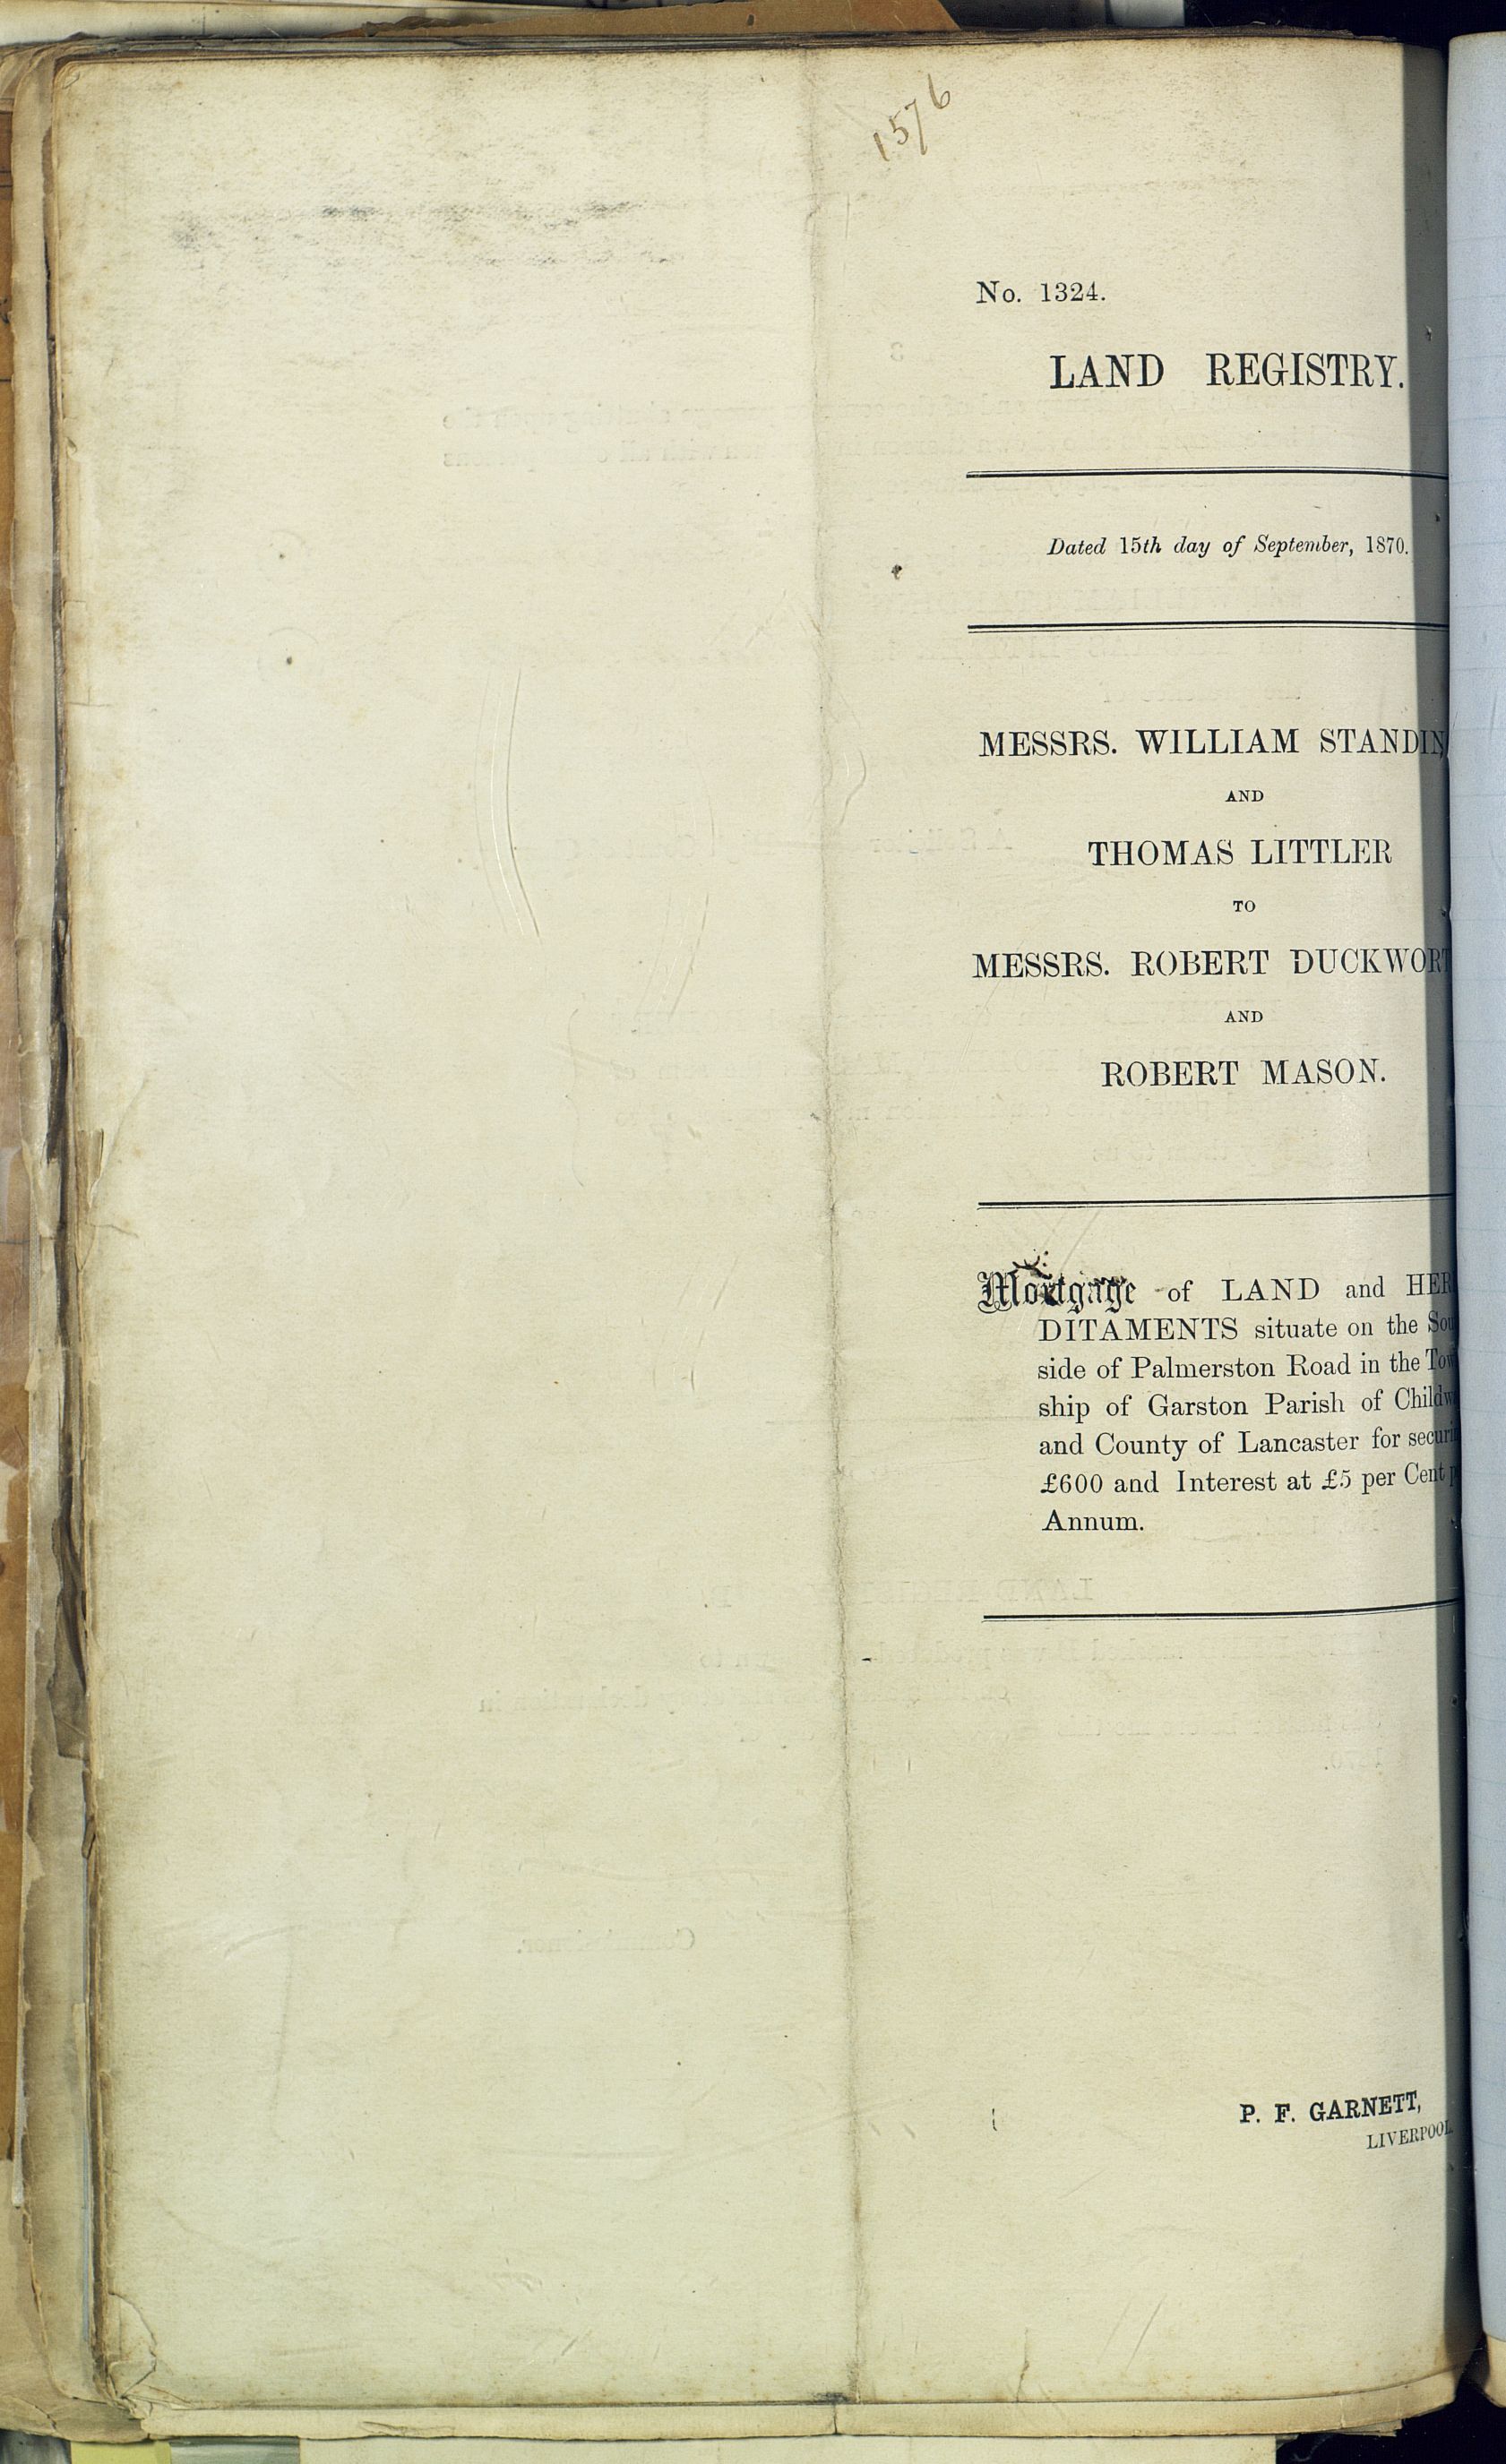 1576
No. 1324.
LAND REGISTRY.
Dated 15th day of September, 1870.
MESSRS. WILLIAM STANDIN
AND
THOMAS LITTLER
TO
MESSRS. ROBERT DUCKWORT
AND
ROBERT MASON.
Mortgage of LAND and HER
DITAMENTS situate on the Sou
side of Palmerston Road in the Tow
ship of Garston Parish of Childw
and County of Lancaster for securi
£600 and Interest at £5 per Cent p
Annum.
P. F. GARNETT,
LIVERPOOL